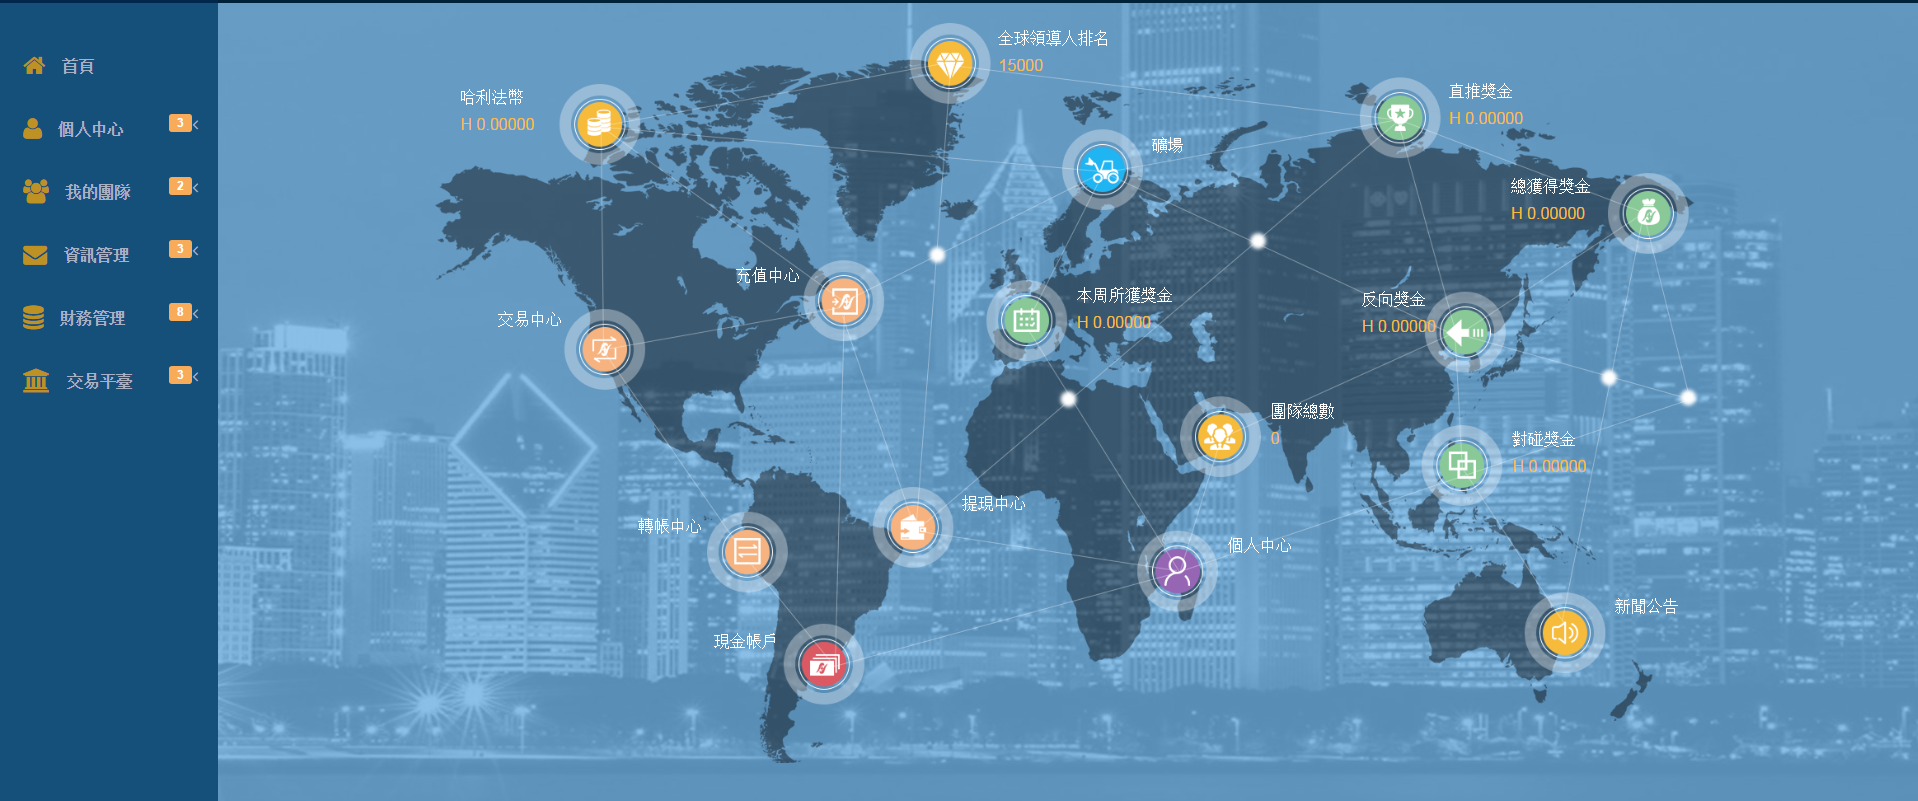 首頁
個人中心 3
我的團隊 2
資訊管理 3
財務管理 8
交易平臺 3
全球領導人排名
15000
哈利法幣
H 0.00000
直推獎金
H 0.00000
礦場
總獲得獎金
H 0.00000
充值中心
本周所獲獎金
H 0.00000
反向獎金
H 0.00000
交易中心
Prudential
團隊總數
0
對碰獎金
H 0.00000
提現中心
轉帳中心
個人中心
新聞公告
現金帳戶